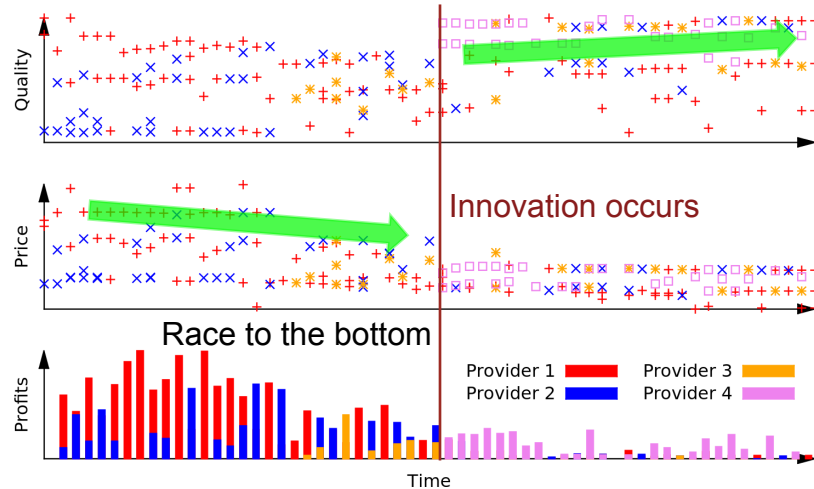 Quality
Innovation occurs
Price
Race to the bottom
Provider 1
Provider 3
Provider 2
Provider 4
Profits
Time